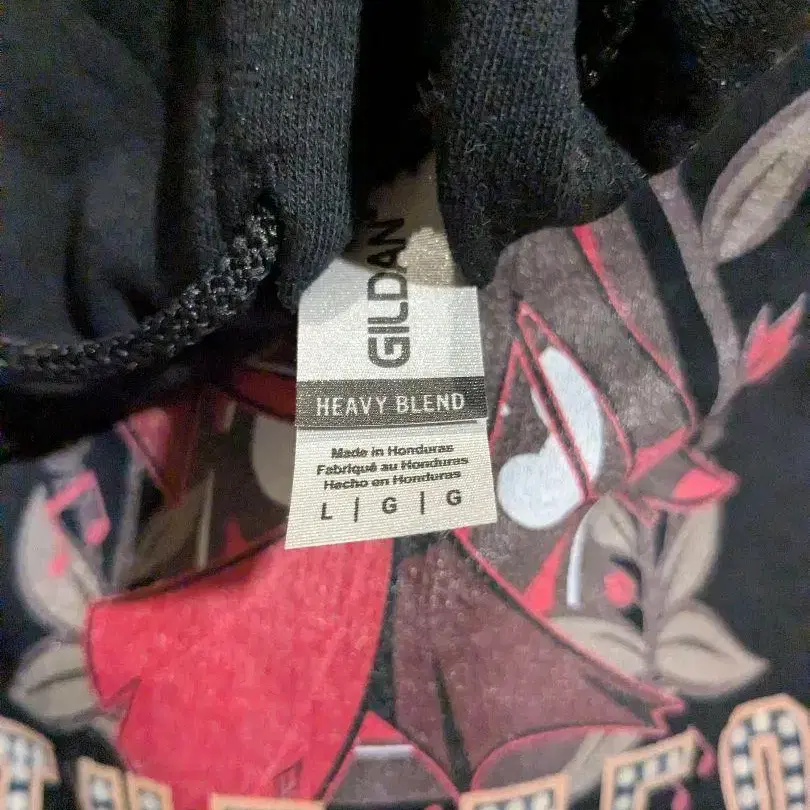 GILDAN
HEAVY BLEND
Made in Honduras
Fabriqué au Honduras
Hecho en Honduras
L | G | G